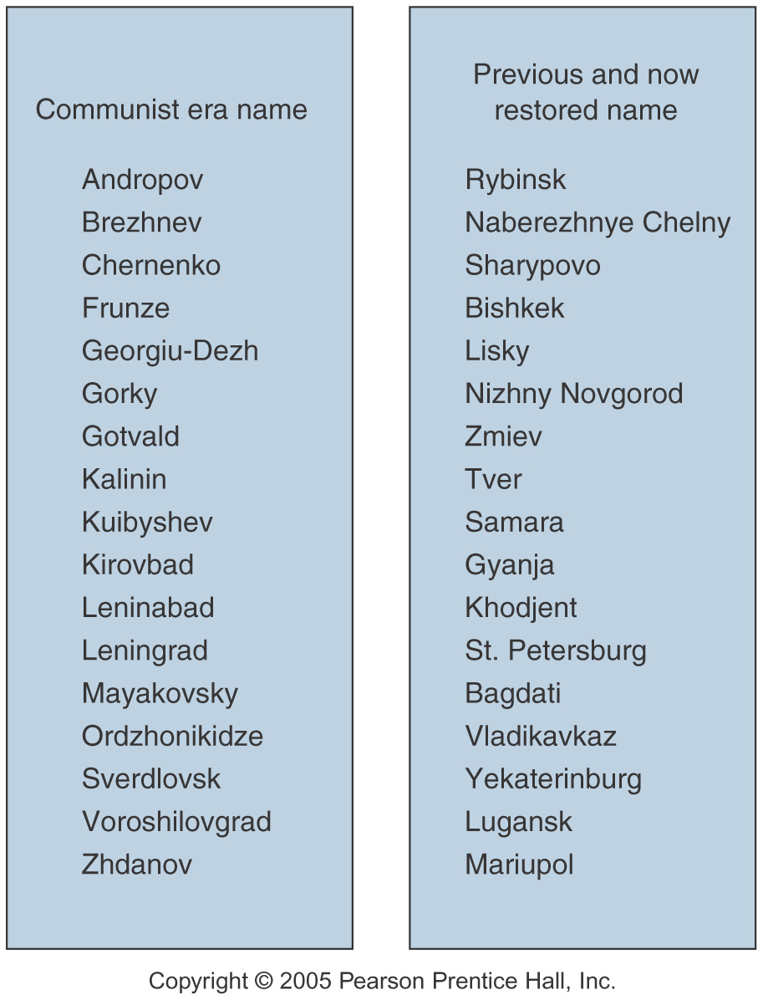 Communist era name
Andropov
Brezhnev
Chernenko
Frunze
Georgiu-Dezh
Gorky
Gotvald
Kalinin
Kuibyshev
Kirovbad
Leninabad
Leningrad
Mayakovsky
Ordzhonikidze
Sverdlovsk
Voroshilovgrad
Zhdanov
Previous and now
restored name
Rybinsk
Naberezhnye Chelny
Sharypovo
Bishkek
Lisky
Nizhny Novgorod
Zmiev
Tver
Samara
Gyanja
Khodjent
St. Petersburg
Bagdati
Vladikavkaz
Yekaterinburg
Lugansk
Mariupol
Copyright © 2005 Pearson Prentice Hall, Inc.